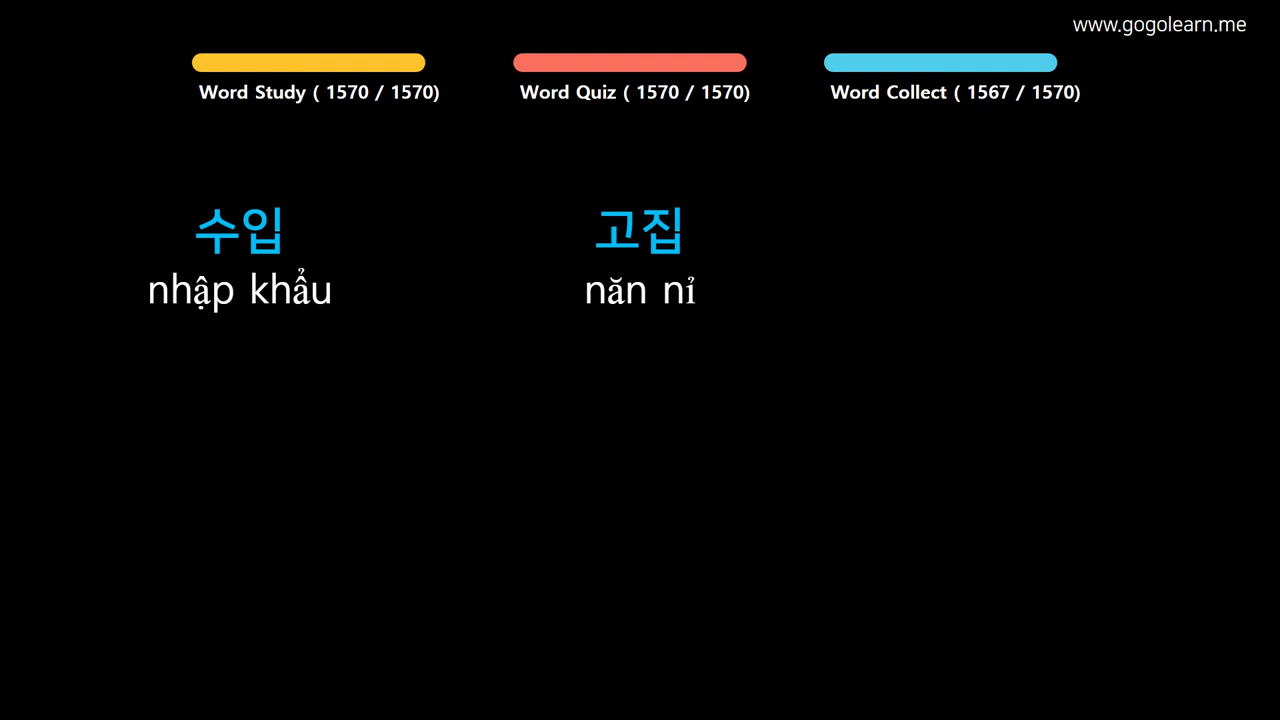 www.gogolearn.me
Word Study ( 1570 / 1570)
Word Quiz ( 1570 / 1570)
Word Collect ( 1567 / 1570)
수입
고집
nhập khẩu
năn nỉ